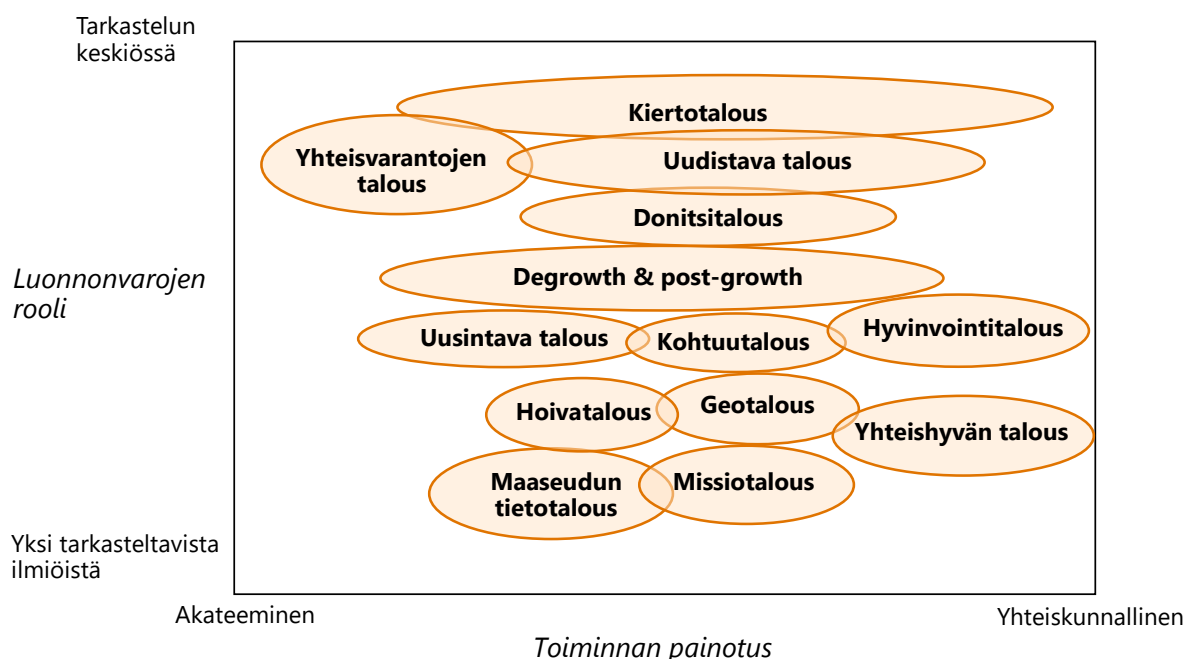 Tarkastelun
keskiössä
Kiertotalous
Yhteisvarantojen
talous
Uudistava talous
Donitsitalous
Luonnonvarojen
rooli
Degrowth & post-growth
Hyvinvointitalous
Uusintava talous
Kohtuutalous
Hoivatalous
Geotalous
Yhteishyvän talous
Maaseudun
tietotalous
Missiotalous
Yksi tarkasteltavista
ilmiöistä
Akateeminen
Yhteiskunnallinen
Toiminnan painotus